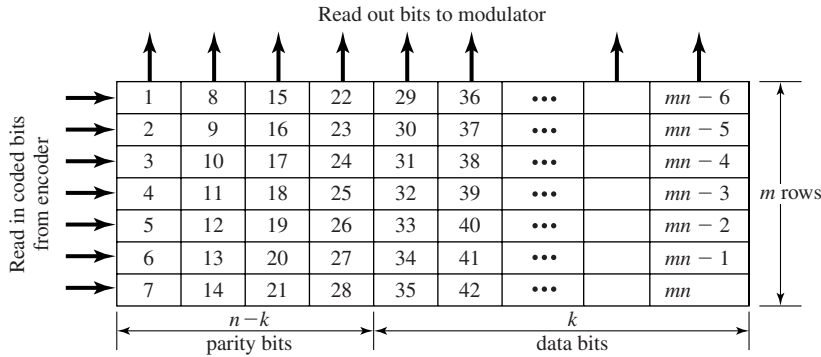 Read out bits to modulator
Read in coded bits
from encoder
1 8 15 22 29 36 ••• mn − 6
2 9 16 23 30 37 ••• mn − 5
3 10 17 24 31 38 ••• mn − 4
4 11 18 25 32 39 ••• mn − 3
5 12 19 26 33 40 ••• mn − 2
6 13 20 27 34 41 ••• mn − 1
7 14 21 28 35 42 ••• mn
m rows
n−k k
parity bits data bits